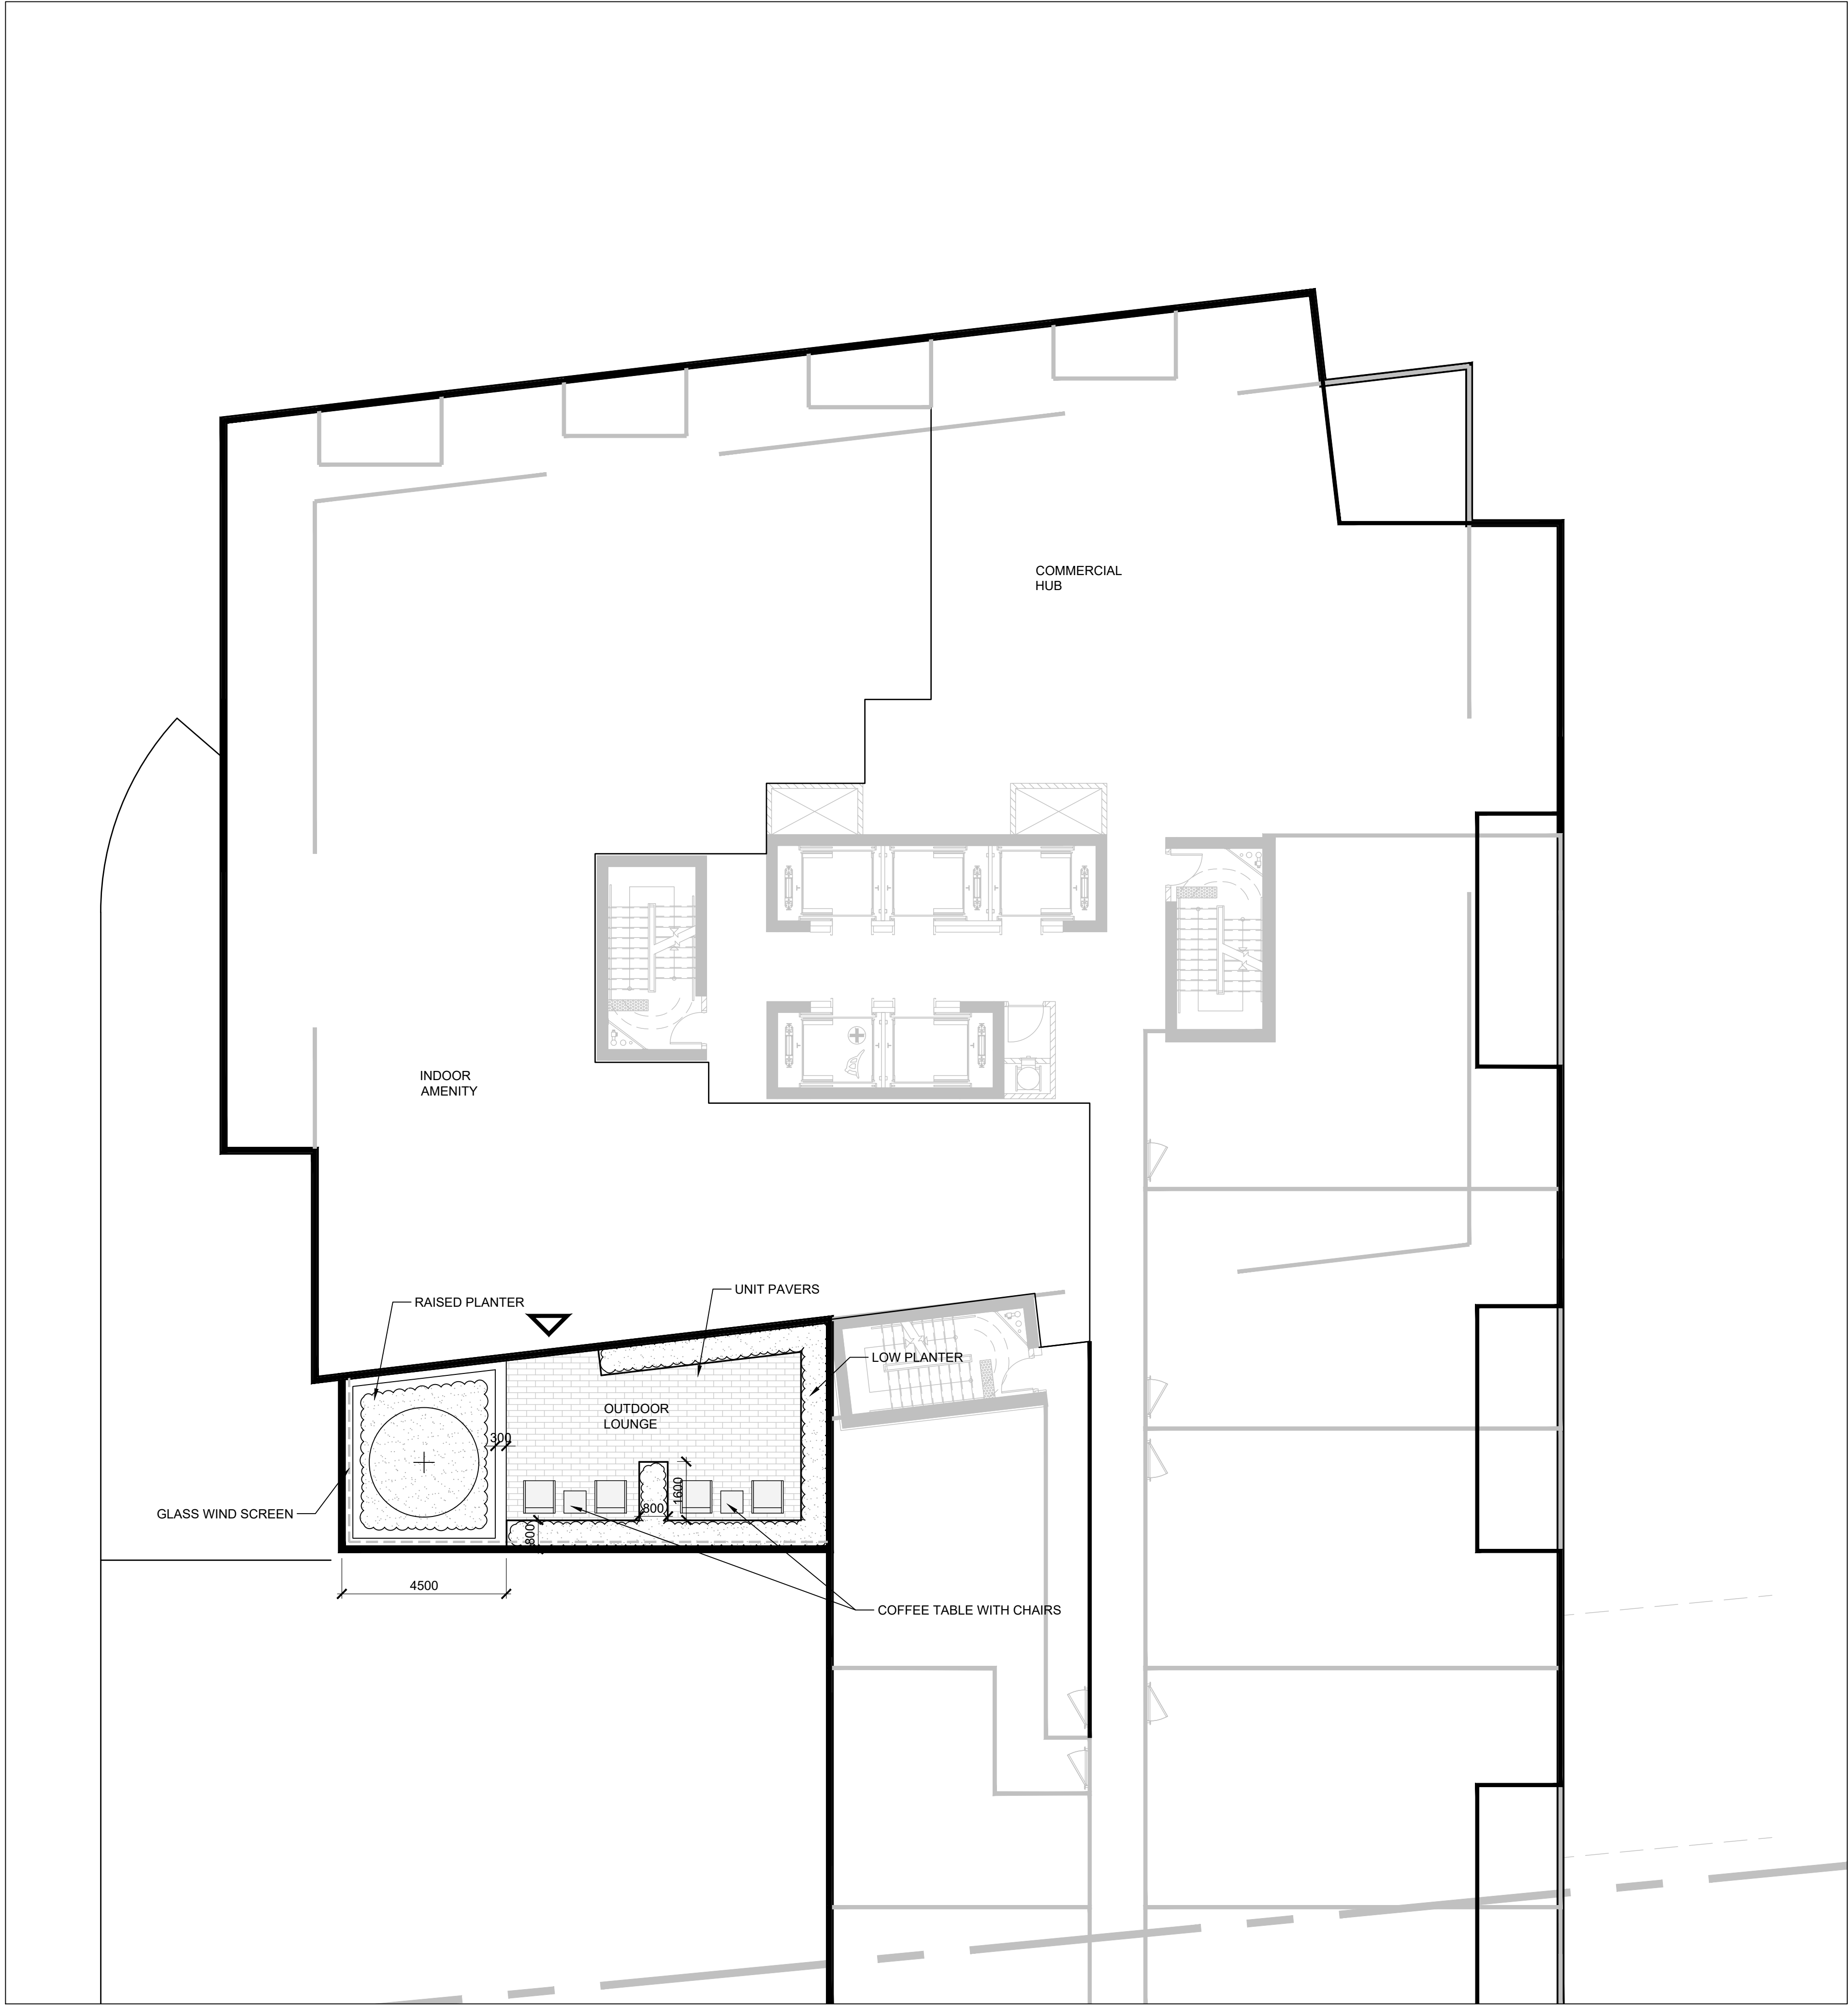 COMMERCIAL
HUB
INDOOR
AMENITY
UNIT PAVERS
RAISED PLANTER
LOW PLANTER
OUTDOOR
LOUNGE
300
1600
800
GLASS WIND SCREEN
800
4500
COFFEE TABLE WITH CHAIRS